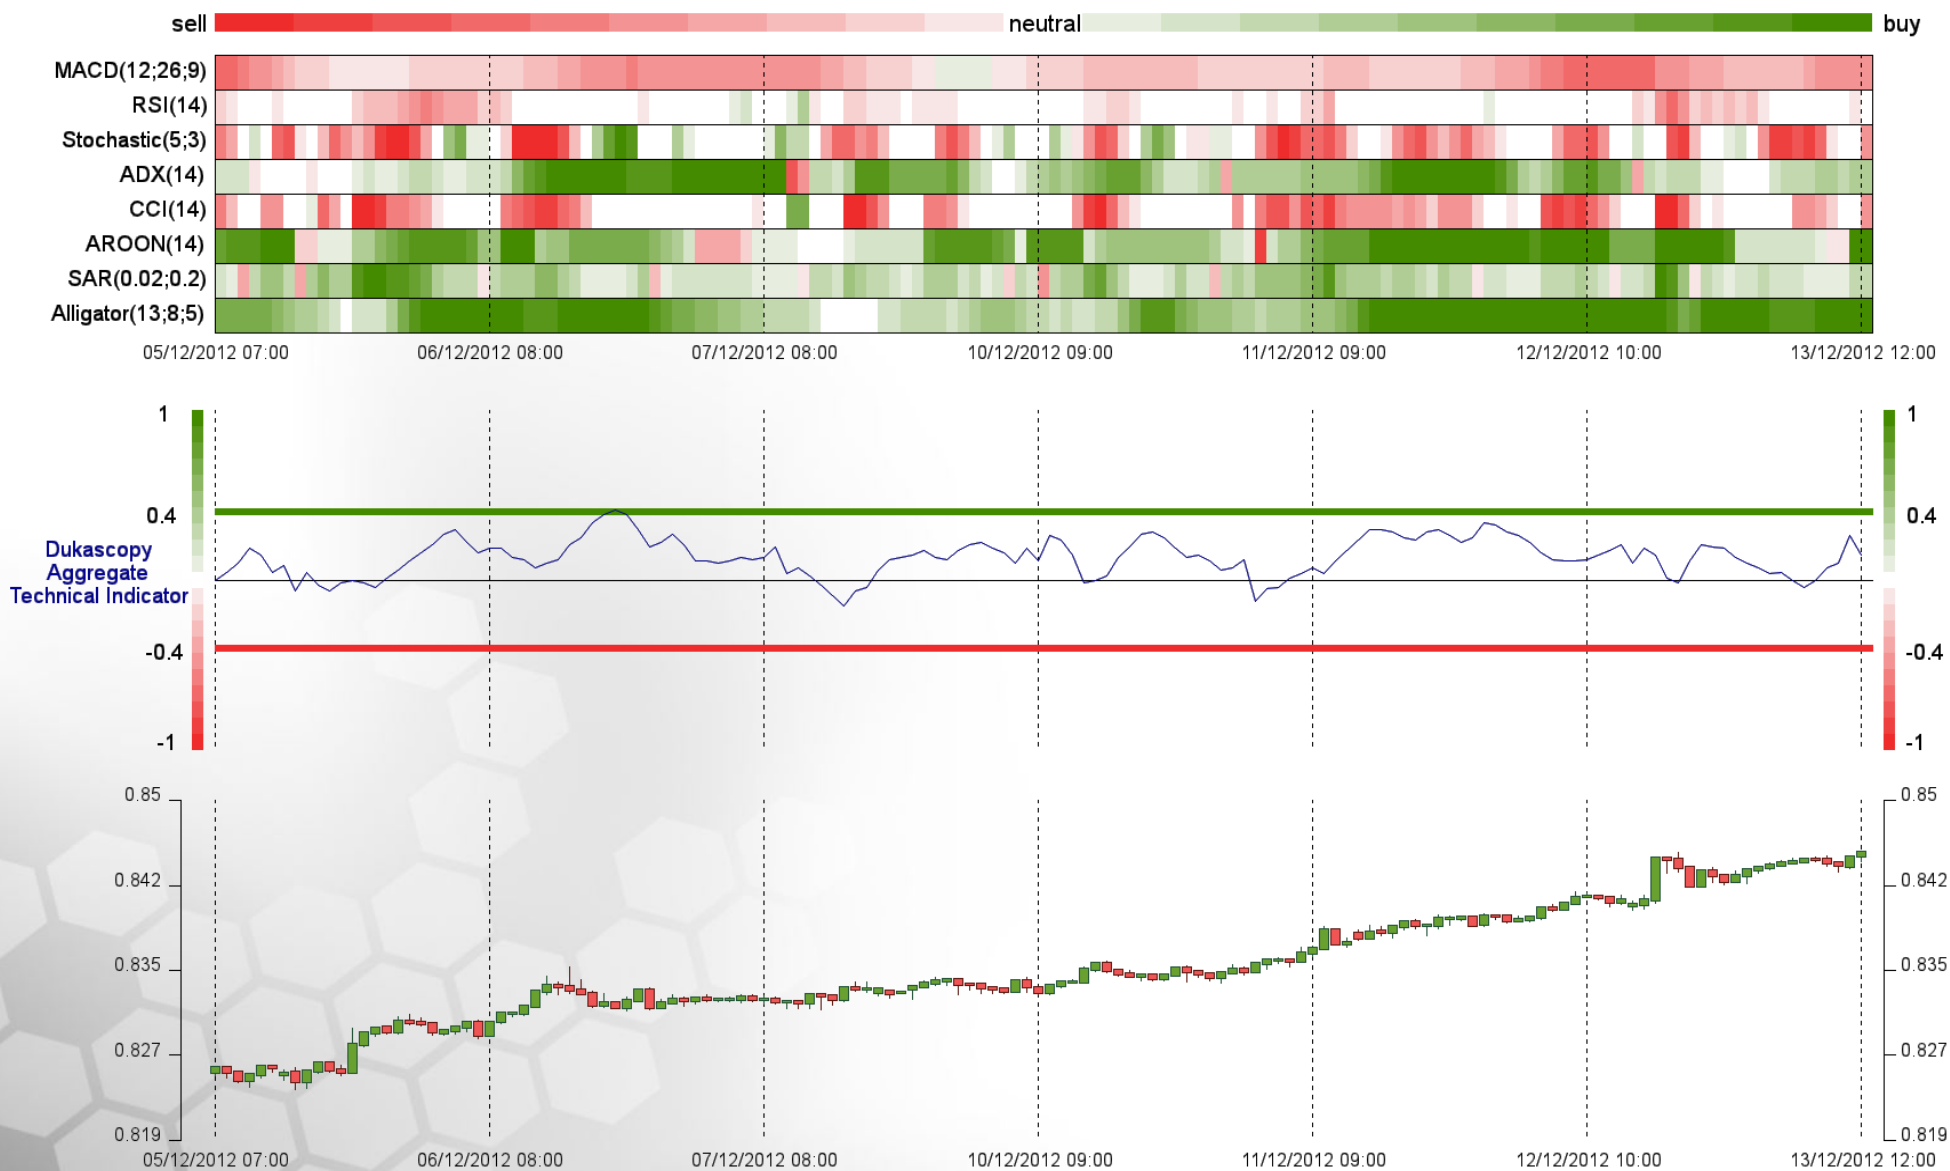 sell neutral buy
MACD(12;26;9)
RSI(14)
Stochastic(5;3)
ADX(14)
CCI(14)
AROON(14)
SAR(0.02;0.2)
Alligator(13;8;5)
05/12/2012 07:00 06/12/2012 08:00 07/12/2012 08:00 10/12/2012 09:00 11/12/2012 09:00 12/12/2012 10:00 13/12/2012 12:00
1 1
0.4 0.4
Dukascopy
Aggregate
Technical Indicator
-0.4 -0.4
-1 -1
0.85 0.85
0.842 0.842
0.835 0.835
0.827 0.827
0.819 0.819
05/12/2012 07:00 06/12/2012 08:00 07/12/2012 08:00 10/12/2012 09:00 11/12/2012 09:00 12/12/2012 10:00 13/12/2012 12:00